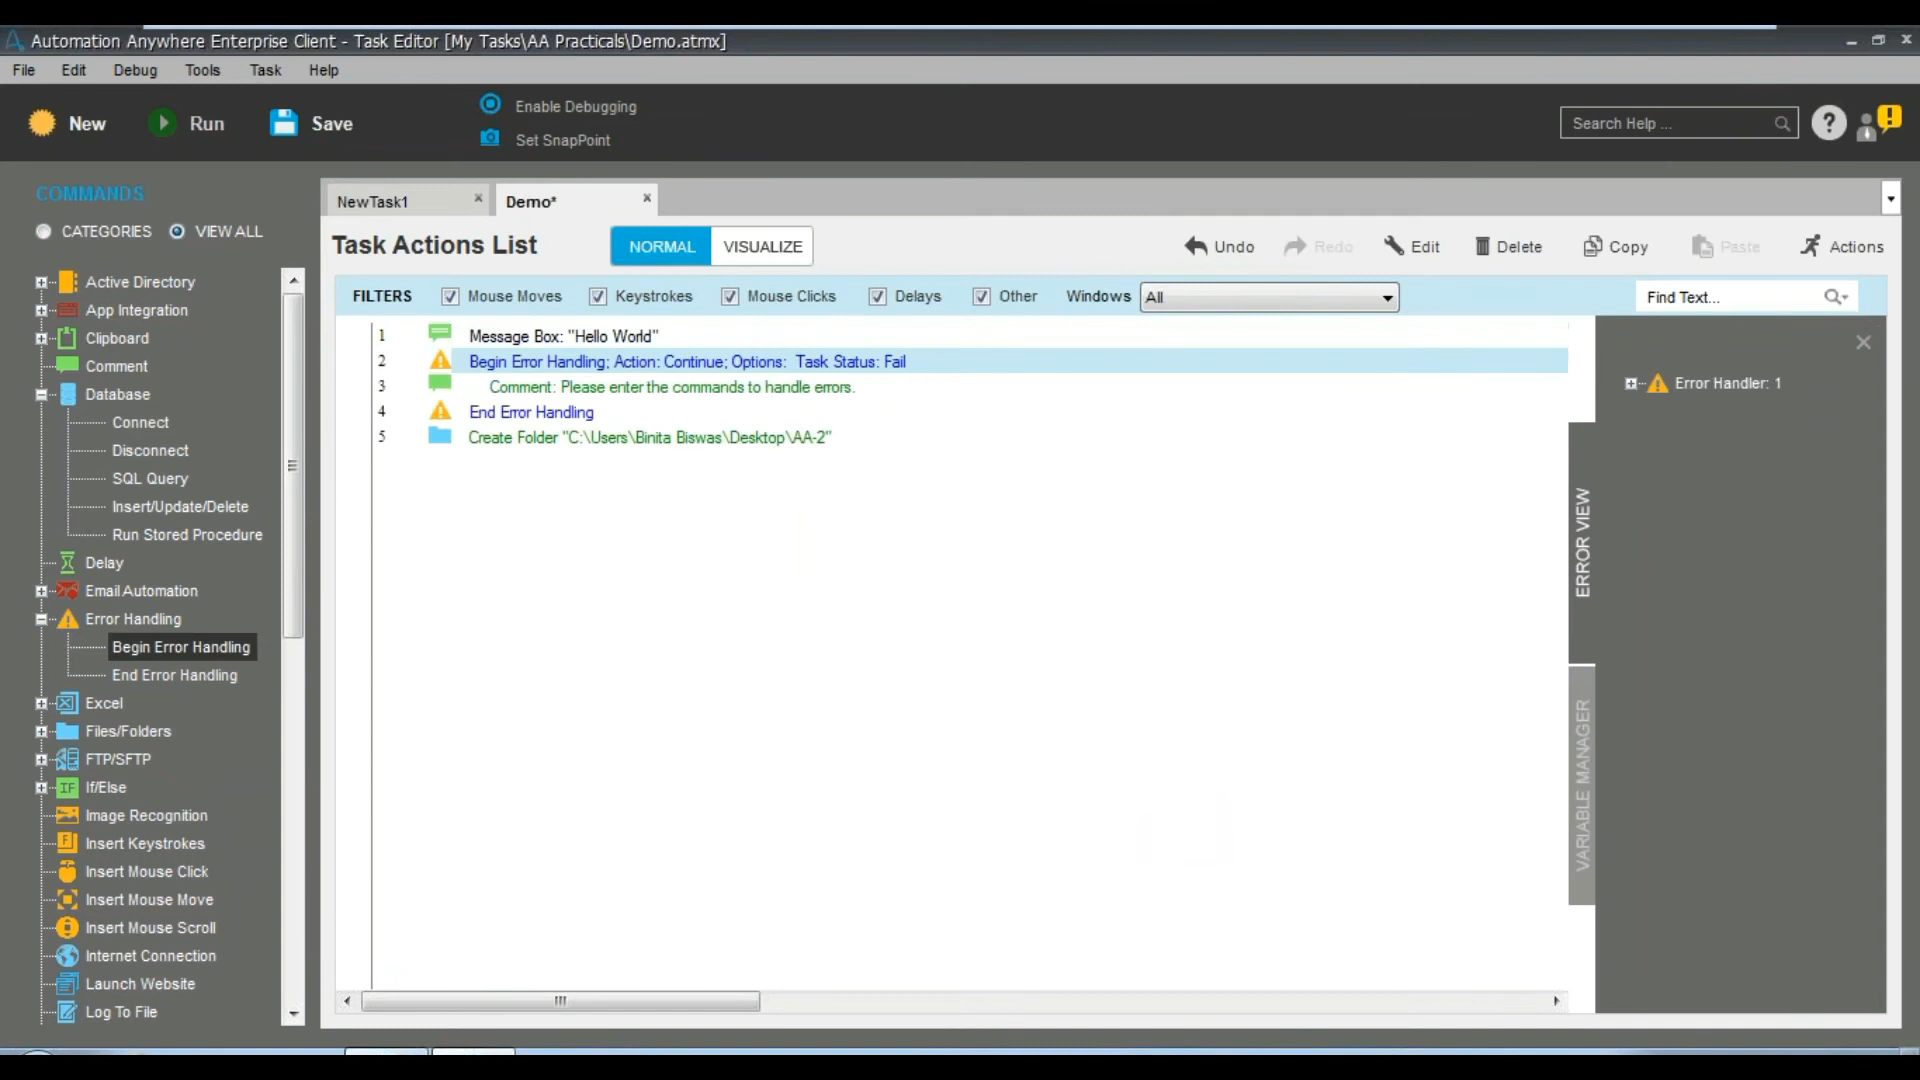 Automation Anywhere Enterprise Client - Task Editor [My Tasks\AA Practicals\Demo.atmx]
File Edit Debug Tools Task Help
New Run Save
Enable Debugging
Set SnapPoint
Search Help ...
COMMANDS
CATEGORIES VIEW ALL
Active Directory
App Integration
Clipboard
Comment
Database
Connect
Disconnect
SQL Query
Insert/Update/Delete
Run Stored Procedure
Delay
Email Automation
Error Handling
Begin Error Handling
End Error Handling
Excel
Files/Folders
FTP/SFTP
IF If/Else
Image Recognition
Insert Keystrokes
Insert Mouse Click
Insert Mouse Move
Insert Mouse Scroll
Internet Connection
Launch Website
Log To File
NewTask1 Demo*
Task Actions List NORMAL VISUALIZE Undo Redo Edit Delete Copy Paste Actions
FILTERS Mouse Moves Keystrokes Mouse Clicks Delays Other Windows All Find Text...
1 Message Box: "Hello World"
2 Begin Error Handling; Action: Continue; Options: Task Status: Fail
3 Comment: Please enter the commands to handle errors.
4 End Error Handling
5 Create Folder "C:\Users\Binita Biswas\Desktop\AA-2"
ERROR VIEW
VARIABLE MANAGER
Error Handler: 1